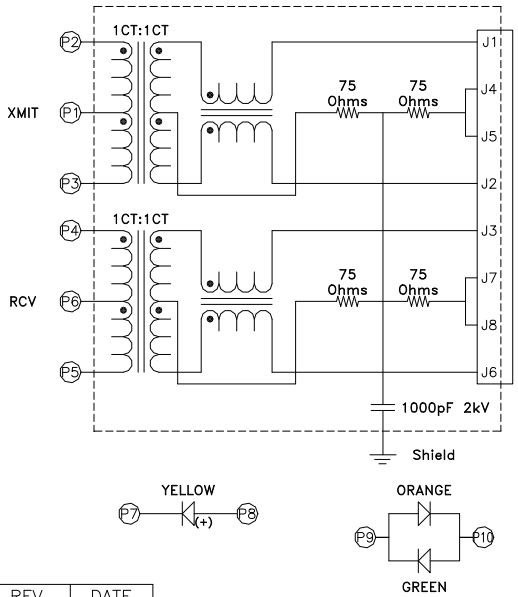 1CT:1CT
P2
J1
75 Ohms
75 Ohms
J4
XMIT
P1
J5
P3
J2
1CT:1CT
P4
J3
75 Ohms
75 Ohms
J7
RCV
P6
J8
P5
J6
1000pF 2kV
Shield
YELLOW
P7
(+)
P8
ORANGE
P9
P10
GREEN
REV.
DATE